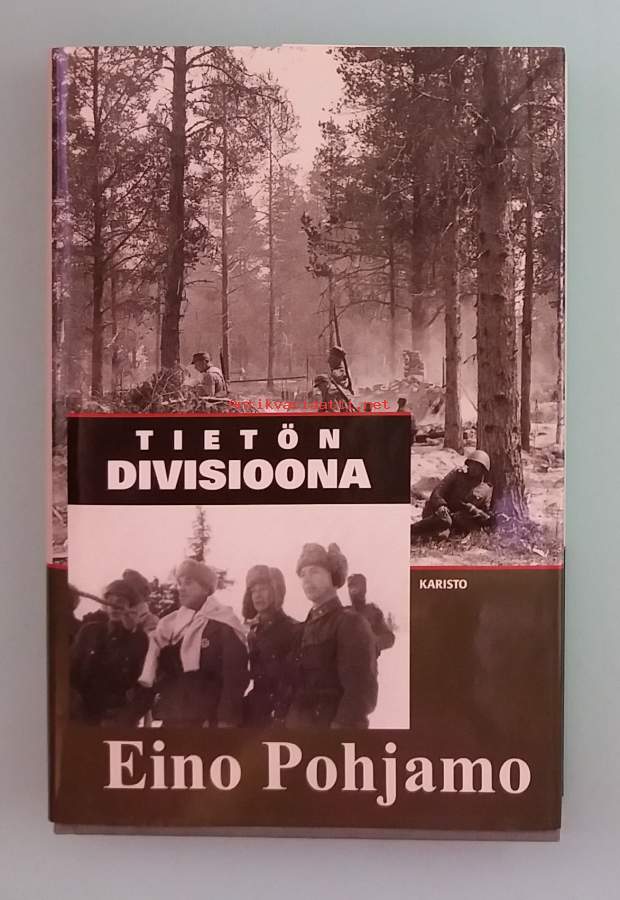 Antikvariaatti.net
TIETÖN
DIVISIOONA
KARISTO
Eino Pohjamo